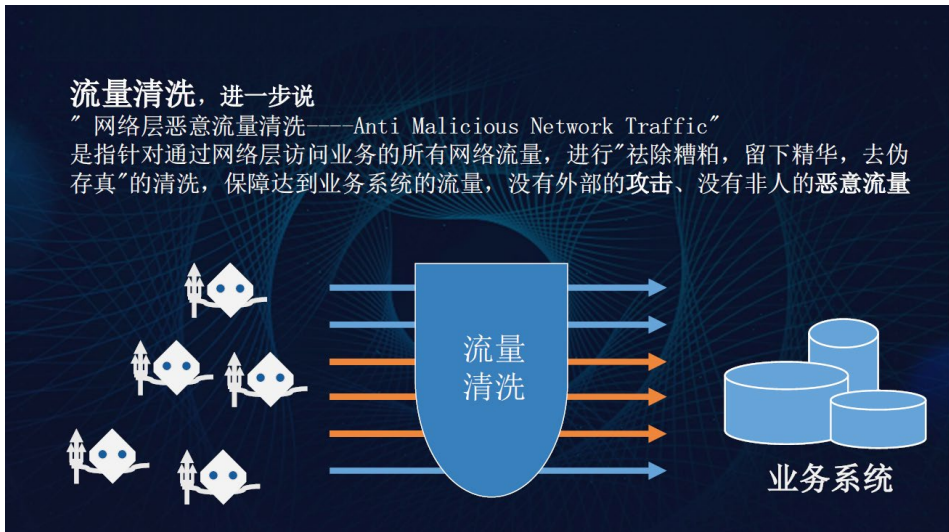 流量清洗，进一步说
" 网络层恶意流量清洗----Anti Malicious Network Traffic"
是指针对通过网络层访问业务的所有网络流量，进行"祛除糟粕，留下精华，去伪
存真"的清洗，保障达到业务系统的流量，没有外部的攻击、没有非人的恶意流量
流量
清洗
业务系统